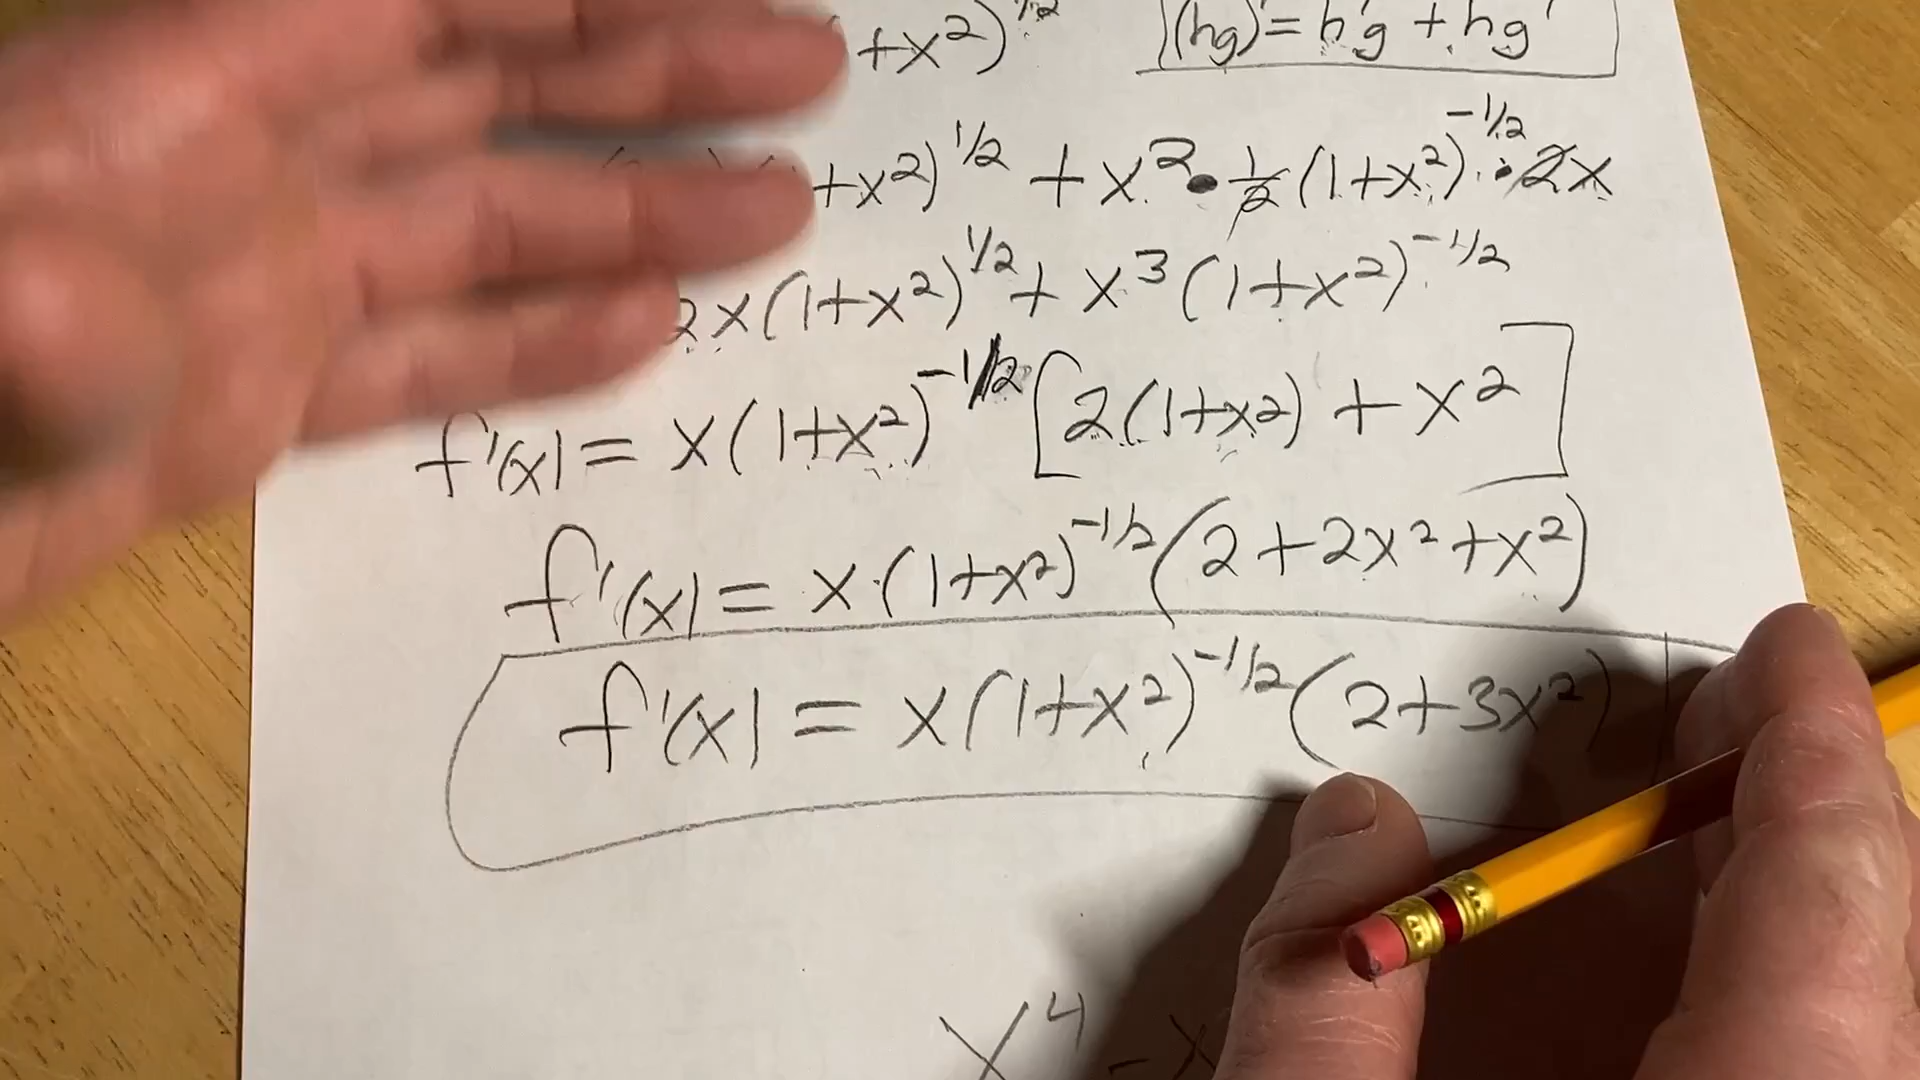 +x²)^1/2 (hg)' = h'g + hg'
+x²)^1/2 + x² • 1/2 (1+x²)^-1/2 · 2x
2x(1+x²)^1/2 + x³(1+x²)^-1/2
f'(x) = x(1+x²)^-1/2 [2(1+x²) + x²]
f'(x) = x·(1+x²)^-1/2 (2+2x²+x²)
f'(x) = x(1+x²)^-1/2 (2+3x²)
x⁴ - x